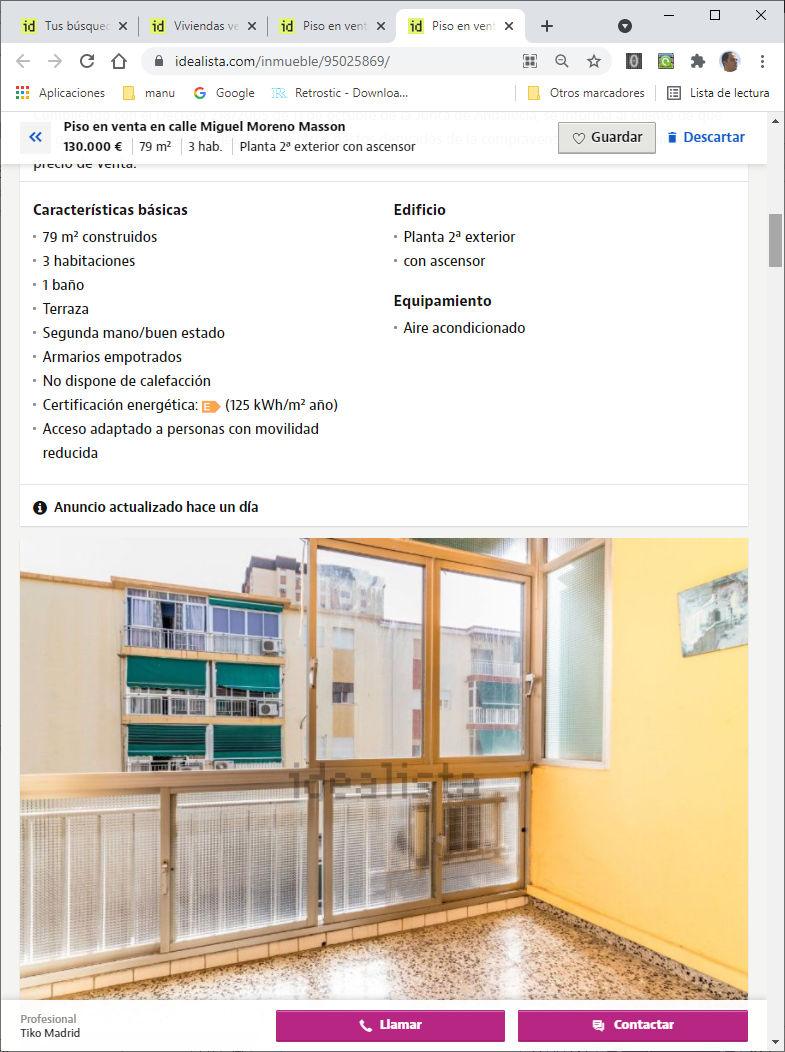 Tus búsqued
Viviendas ve
Piso en vent
Piso en vent
idealista.com/inmueble/95025869/
Aplicaciones
manu
Google
Retrostic - Downloa...
Otros marcadores
Lista de lectura
Piso en venta en calle Miguel Moreno Masson
130.000 €
79 m²
3 hab.
Planta 2ª exterior con ascensor
Guardar
Descartar
precio de venta.
Características básicas
79 m² construidos
3 habitaciones
1 baño
Terraza
Segunda mano/buen estado
Armarios empotrados
No dispone de calefacción
Certificación energética: E (125 kWh/m² año)
Acceso adaptado a personas con movilidad
reducida
Edificio
Planta 2ª exterior
con ascensor
Equipamiento
Aire acondicionado
Anuncio actualizado hace un día
idealista
Profesional
Tiko Madrid
Llamar
Contactar